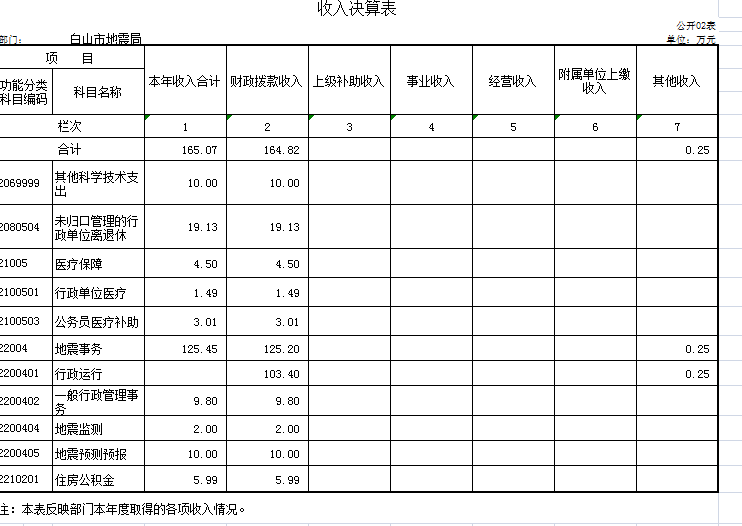 收入决算表
公开02表
部门: 白山市地震局 单位：万元
项 目 本年收入合计 财政拨款收入 上级补助收入 事业收入 经营收入 附属单位上缴 其他收入
收入
功能分类 科目名称
科目编码
栏次 1 2 3 4 5 6 7
合计 165.07 164.82 0.25
2069999 其他科学技术支 10.00 10.00
出
2080504 未归口管理的行 19.13 19.13
政单位离退休
21005 医疗保障 4.50 4.50
2100501 行政单位医疗 1.49 1.49
2100503 公务员医疗补助 3.01 3.01
22004 地震事务 125.45 125.20 0.25
2200401 行政运行 103.40 0.25
2200402 一般行政管理事 9.80 9.80
务
2200404 地震监测 2.00 2.00
2200405 地震预测预报 10.00 10.00
2210201 住房公积金 5.99 5.99
注：本表反映部门本年度取得的各项收入情况。